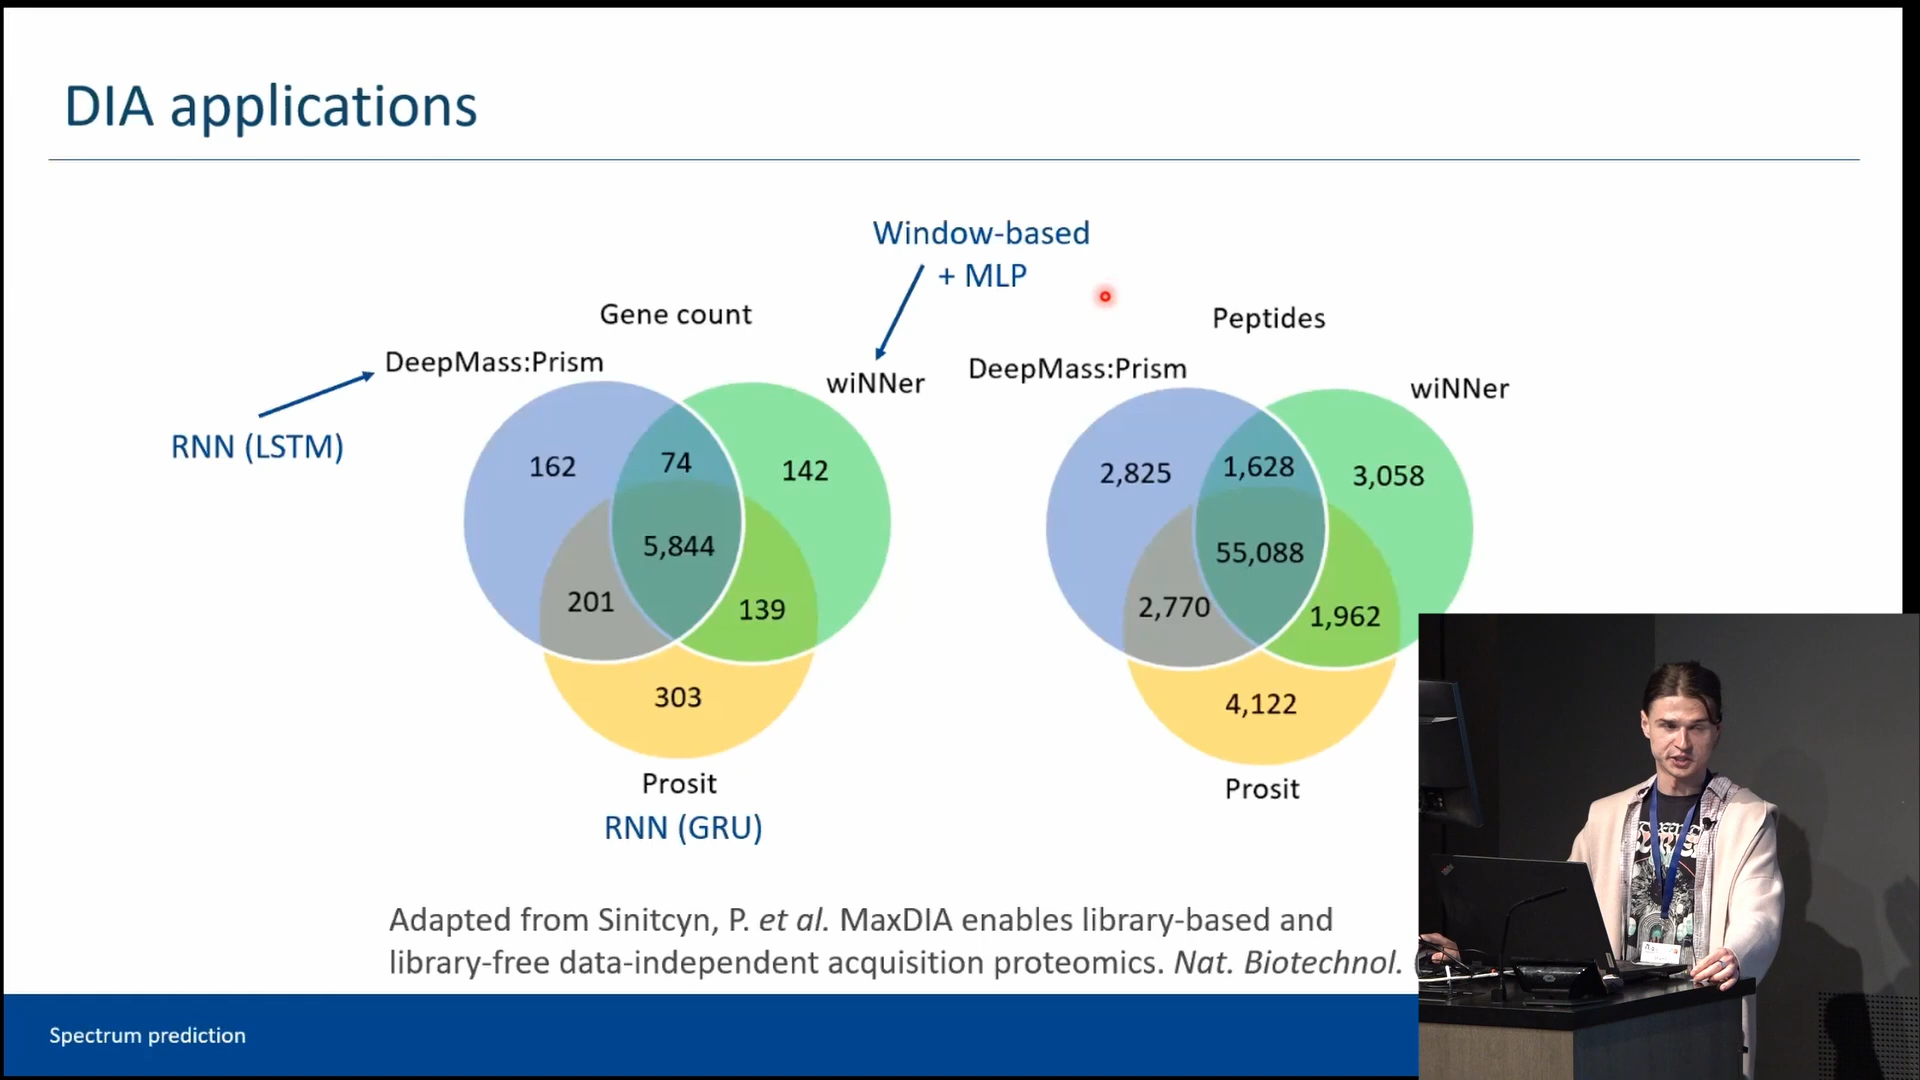 DIA applications
Window-based
+ MLP
Gene count
Peptides
DeepMass:Prism
wiNNer
DeepMass:Prism
wiNNer
RNN (LSTM)
162
74
142
5,844
201
139
303
2,825
1,628
3,058
55,088
2,770
1,962
4,122
Prosit
RNN (GRU)
Prosit
Adapted from Sinitcyn, P. et al. MaxDIA enables library-based and
library-free data-independent acquisition proteomics. Nat. Biotechnol.
Spectrum prediction